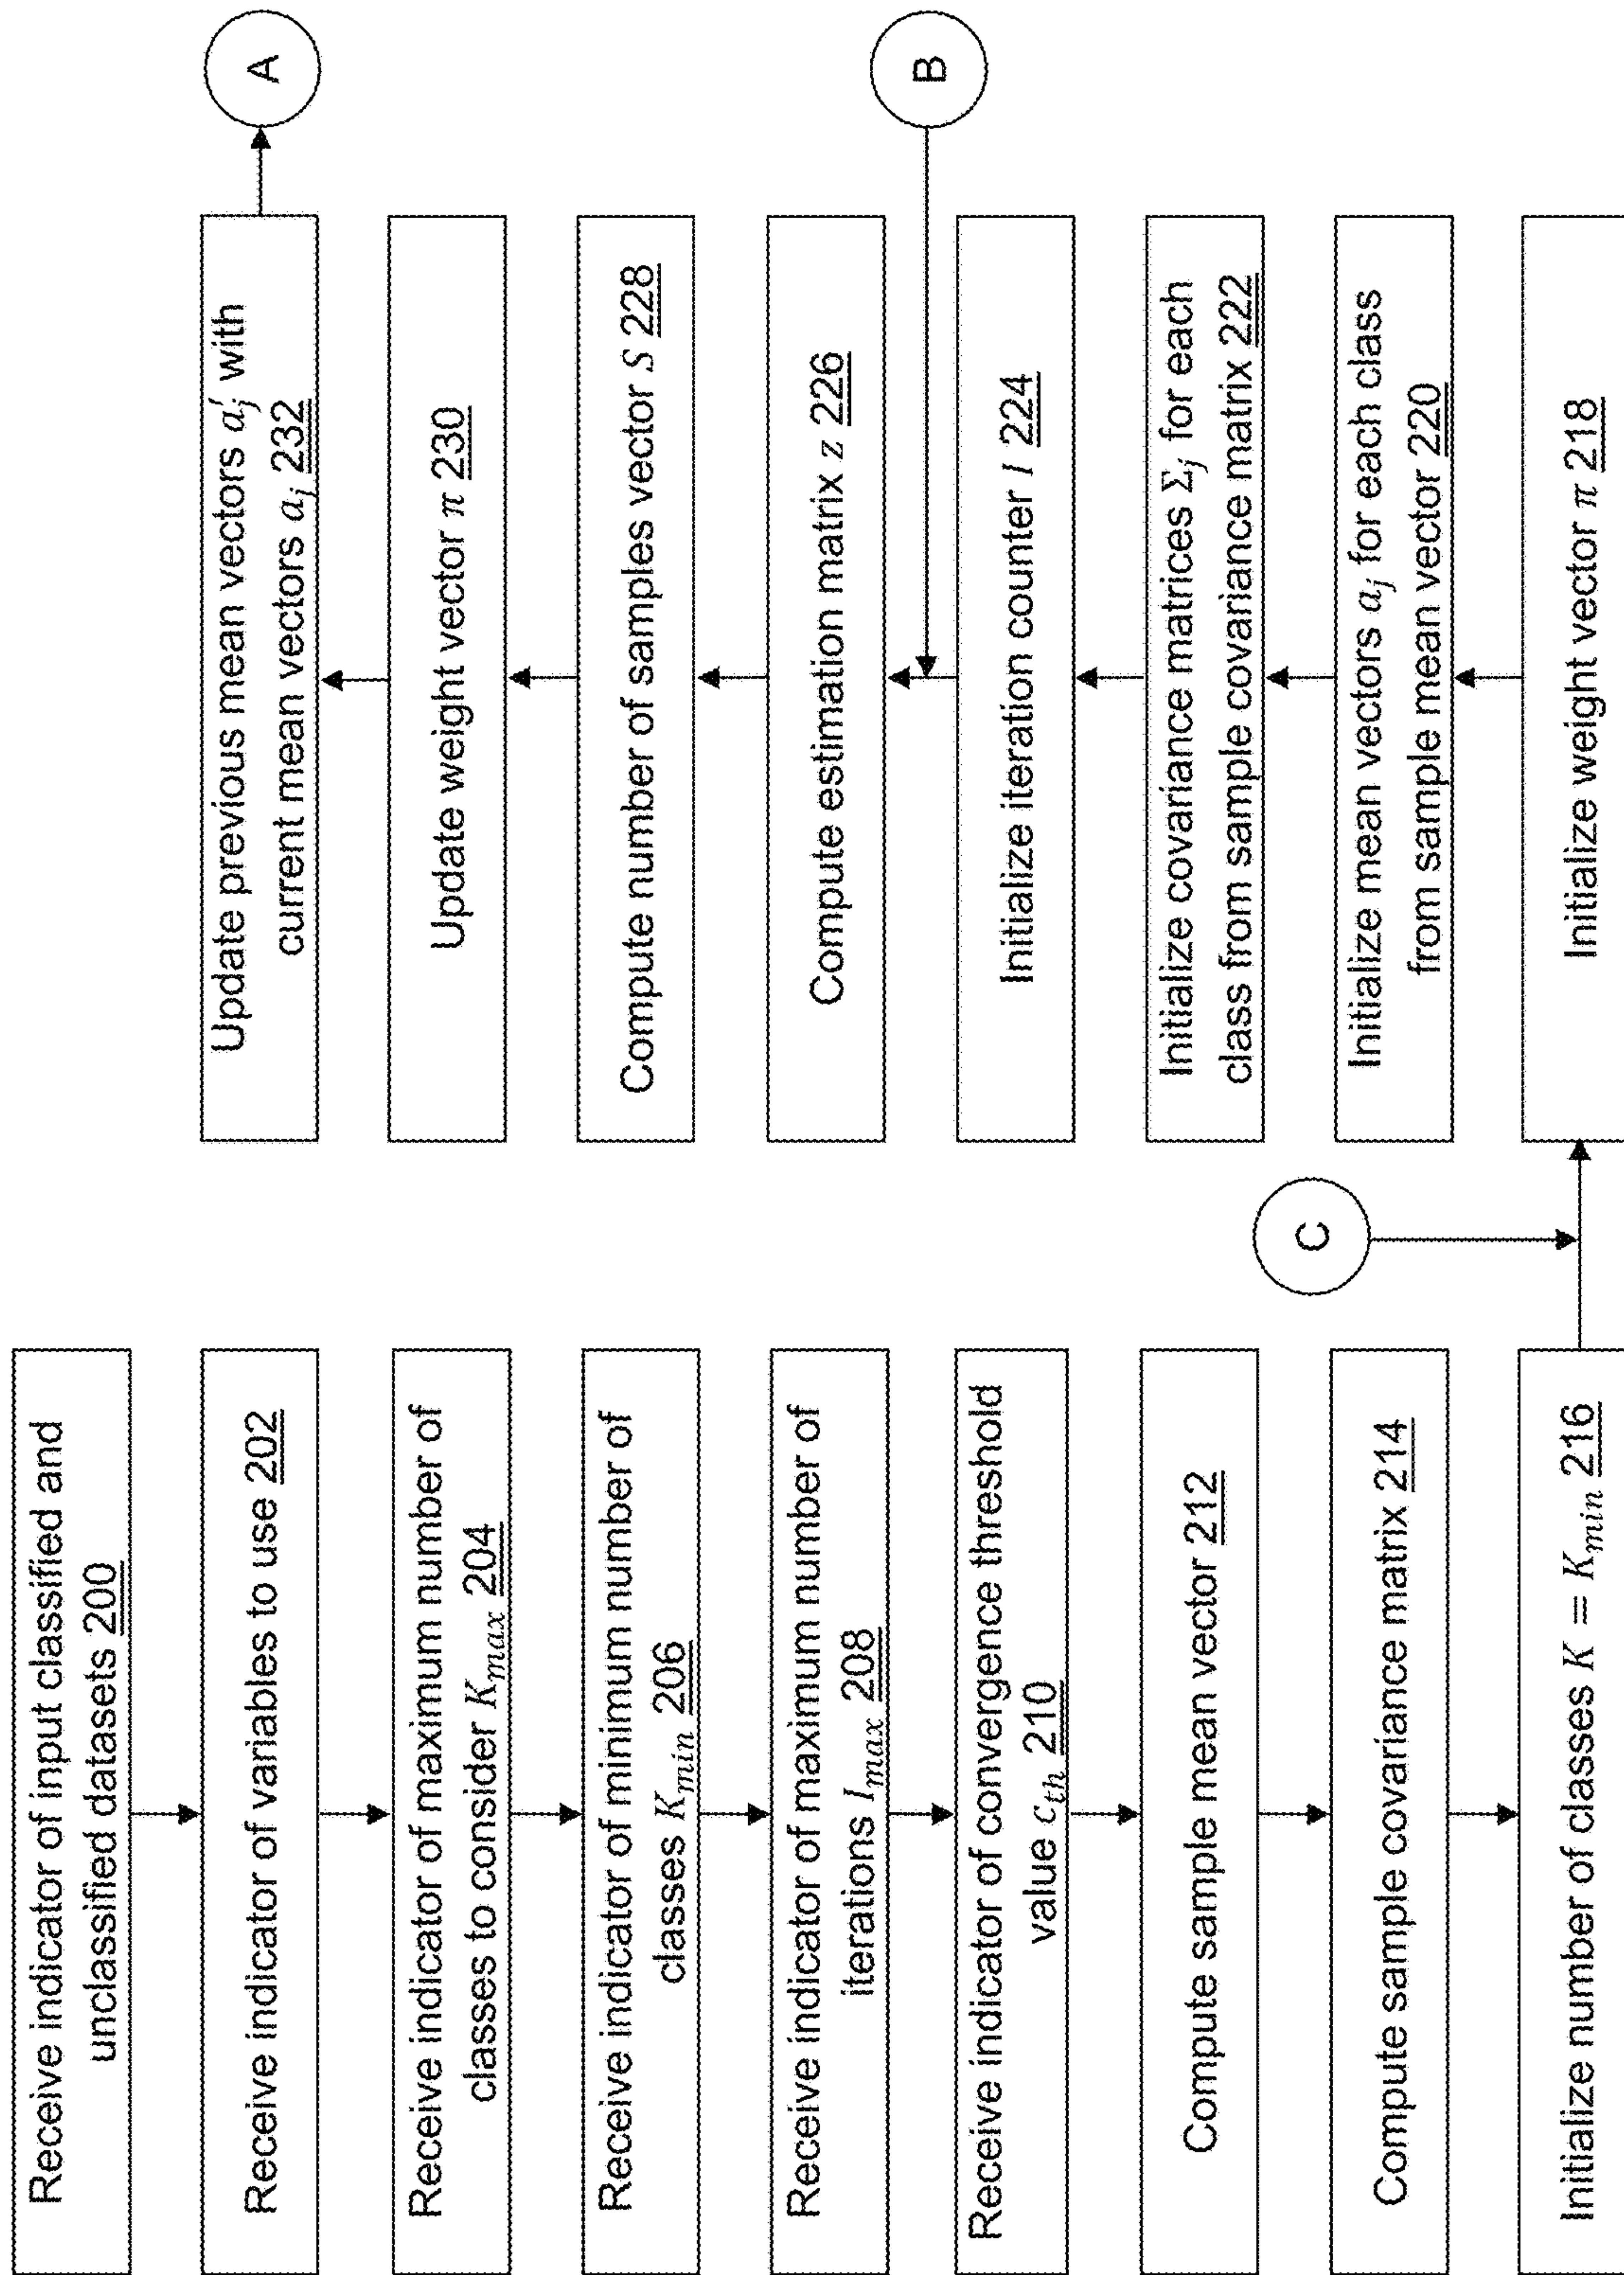 Receive indicator of input classified and
unclassified datasets 200
Receive indicator of variables to use 202
Receive indicator of maximum number of
classes to consider K_max 204
Receive indicator of minimum number of
classes K_min 206
Receive indicator of maximum number of
iterations I_max 208
Receive indicator of convergence threshold
value c_th 210
Compute sample mean vector 212
Compute sample covariance matrix 214
Initialize number of classes K = K_min 216
C
Initialize weight vector π 218
Initialize mean vectors a_j for each class
from sample mean vector 220
Initialize covariance matrices Σ_j for each
class from sample covariance matrix 222
Initialize iteration counter I 224
B
Compute estimation matrix z 226
Compute number of samples vector S 228
Update weight vector π 230
Update previous mean vectors a′_j with
current mean vectors a_j 232
A